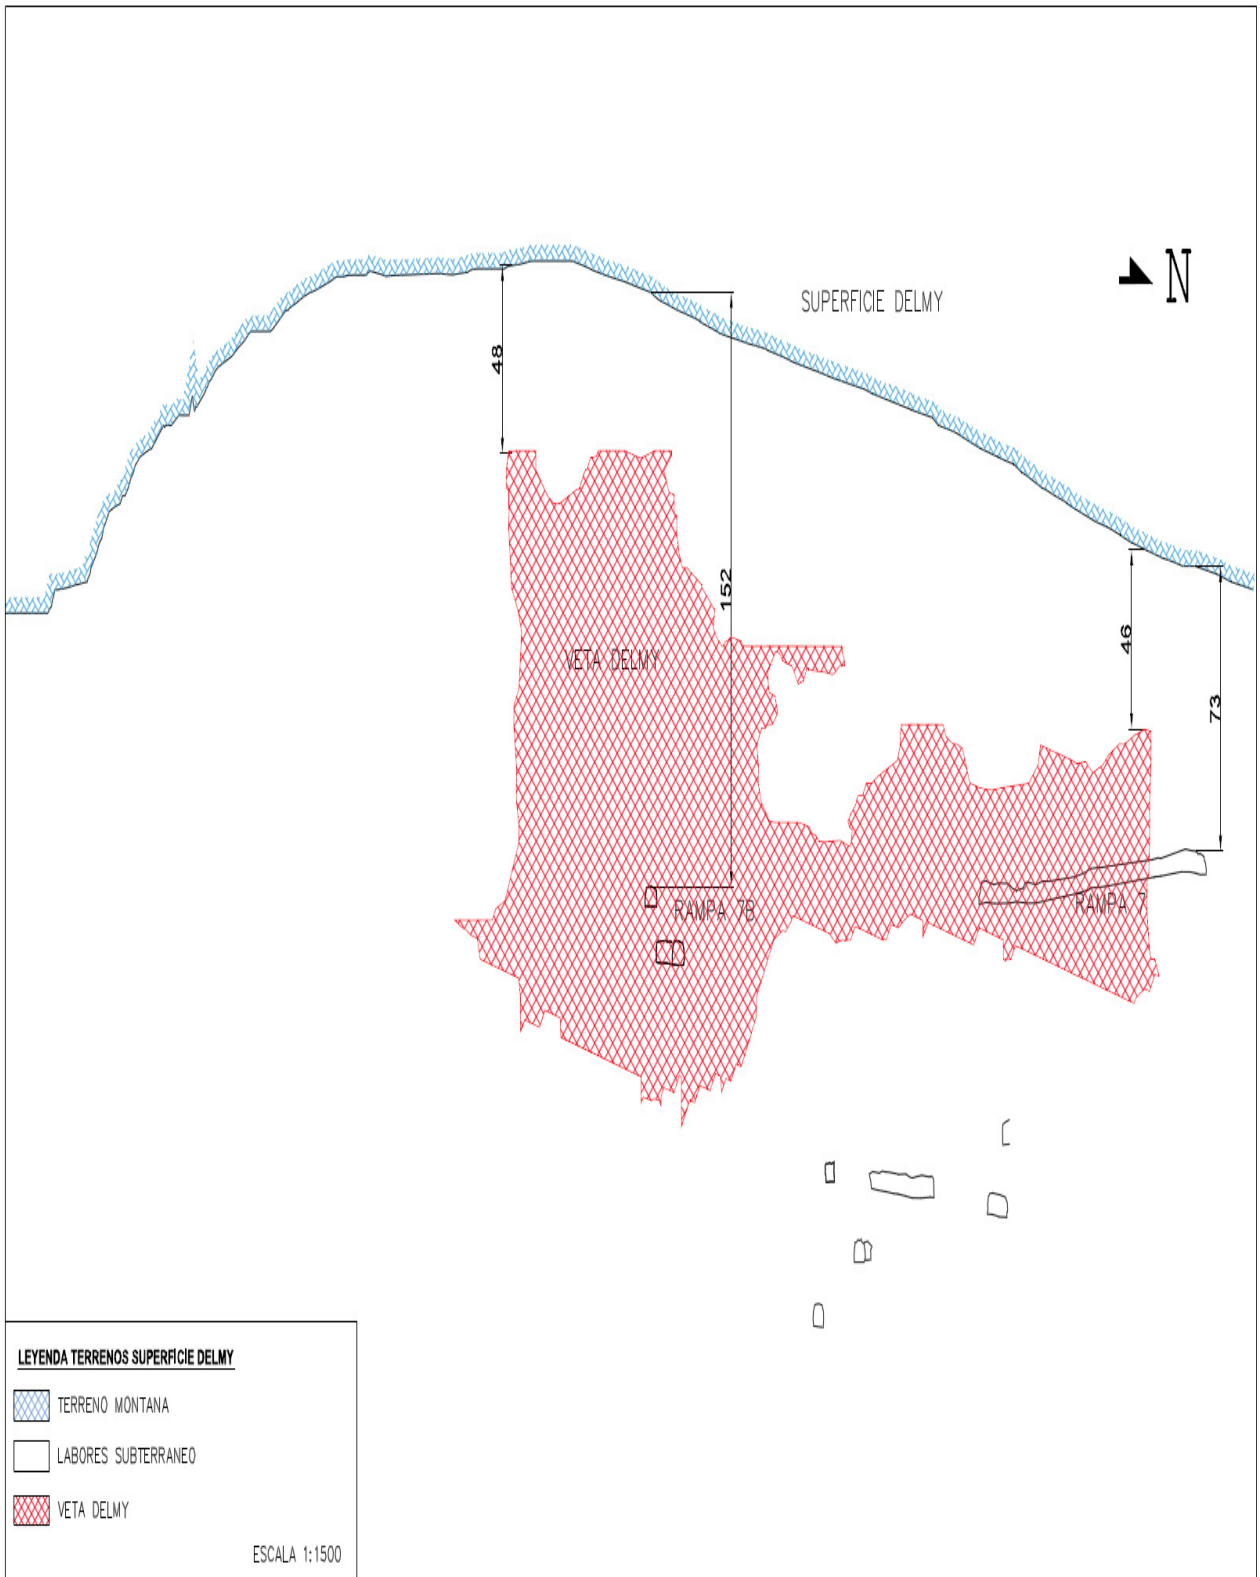 N
SUPERFICIE DELMY
48
152
46
VETA DELMY
73
RAMPA 7B
RAMPA 7
LEYENDA TERRENOS SUPERFICIE DELMY
TERRENO MONTANA
LABORES SUBTERRANEO
VETA DELMY
ESCALA 1:1500